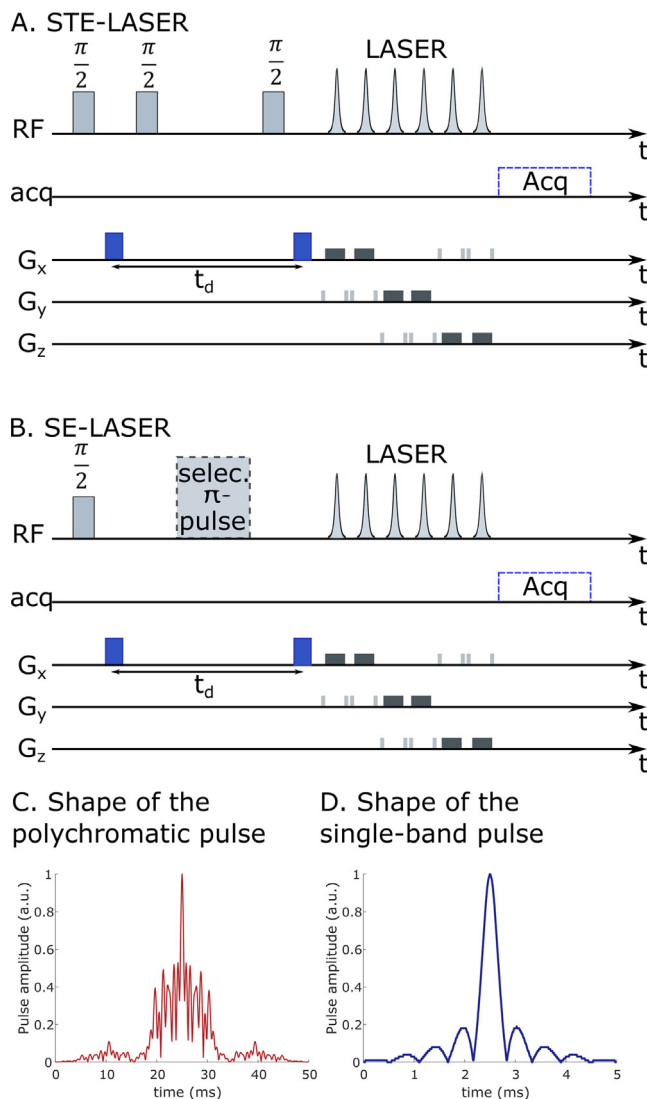 A. STE-LASER
π/2 π/2 π/2 LASER
RF t
acq Acq t
Gx t
td
Gy t
Gz t
B. SE-LASER
π/2 LASER
selec.
π-
pulse
RF t
acq Acq t
Gx t
td
Gy t
Gz t
C. Shape of the
polychromatic pulse
Pulse amplitude (a.u.)
1
0.8
0.6
0.4
0.2
0
0 10 20 30 40 50
time (ms)
D. Shape of the
single-band pulse
Pulse amplitude (a.u.)
1
0.8
0.6
0.4
0.2
0
0 1 2 3 4 5
time (ms)